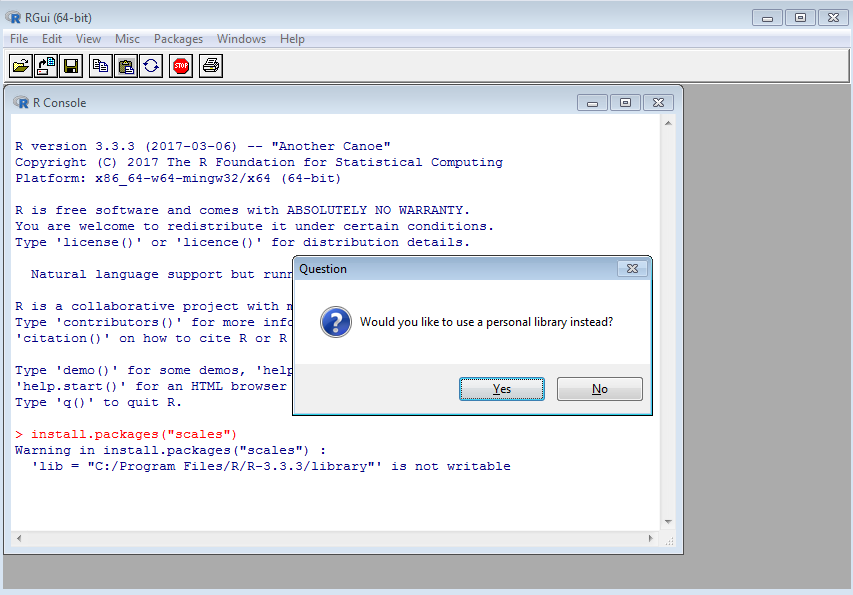 RGui (64-bit)
File Edit View Misc Packages Windows Help
STOP
R Console
R version 3.3.3 (2017-03-06) -- "Another Canoe"
Copyright (C) 2017 The R Foundation for Statistical Computing
Platform: x86_64-w64-mingw32/x64 (64-bit)
R is free software and comes with ABSOLUTELY NO WARRANTY.
You are welcome to redistribute it under certain conditions.
Type 'license()' or 'licence()' for distribution details.
Natural language support but runn
R is a collaborative project with m
Type 'contributors()' for more info
'citation()' on how to cite R or R
Type 'demo()' for some demos, 'help
'help.start()' for an HTML browser
Type 'q()' to quit R.
> install.packages("scales")
Warning in install.packages("scales") :
'lib = "C:/Program Files/R/R-3.3.3/library"' is not writable
Question
Would you like to use a personal library instead?
Yes No